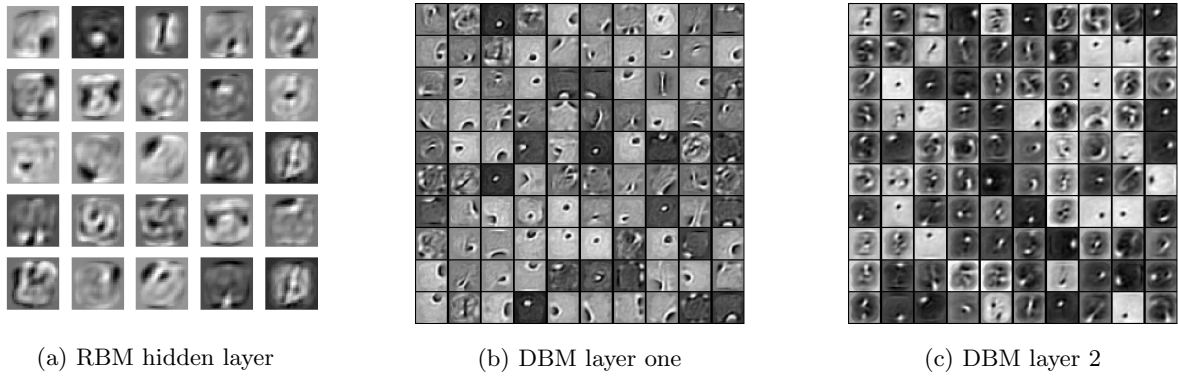 (a) RBM hidden layer
(b) DBM layer one
(c) DBM layer 2